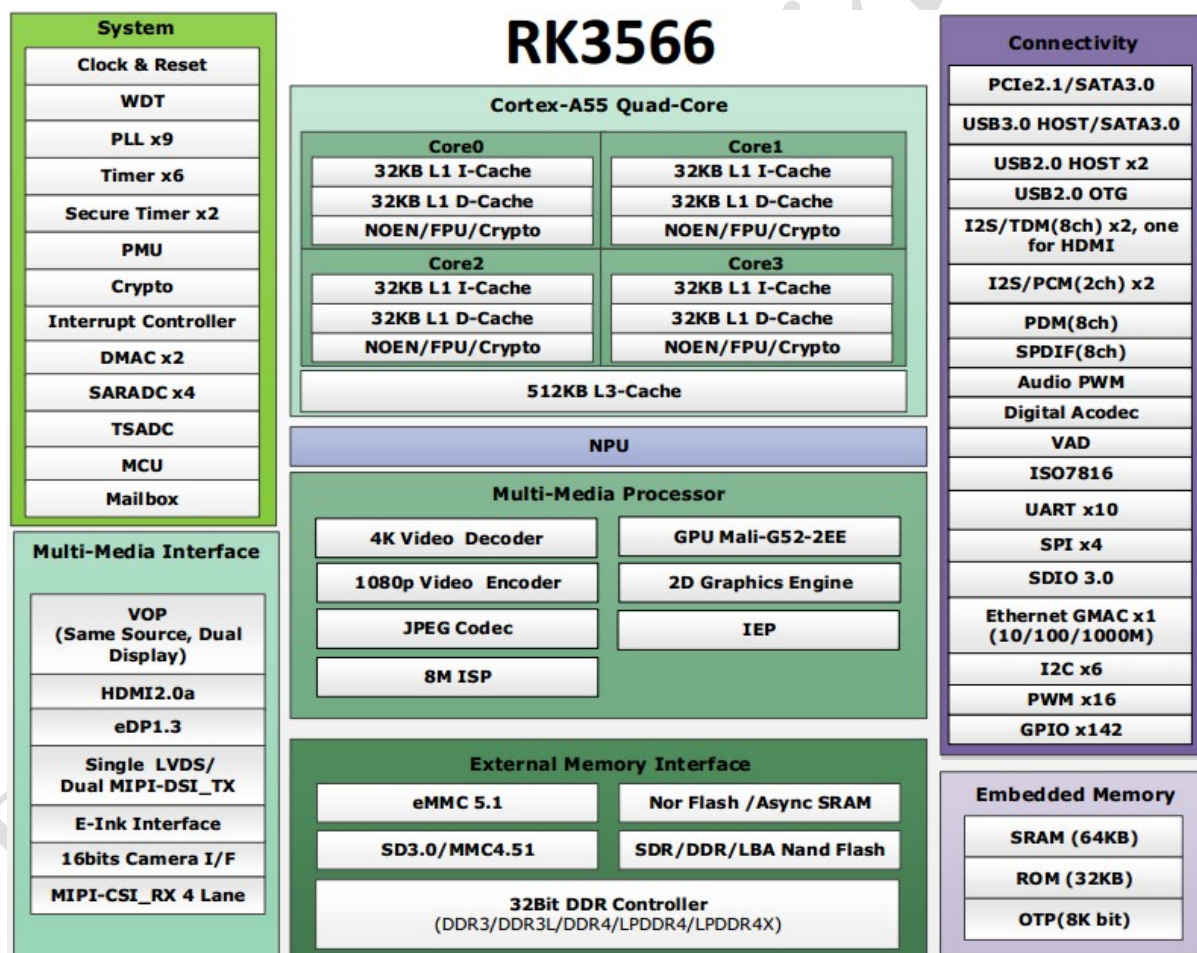 RK3566
System
Clock & Reset
WDT
PLL x9
Timer x6
Secure Timer x2
PMU
Crypto
Interrupt Controller
DMAC x2
SARADC x4
TSADC
MCU
Mailbox
Multi-Media Interface
VOP
(Same Source, Dual
Display)
HDMI2.0a
eDP1.3
Single LVDS/
Dual MIPI-DSI_TX
E-Ink Interface
16bits Camera I/F
MIPI-CSI_RX 4 Lane
Cortex-A55 Quad-Core
Core0
32KB L1 I-Cache
32KB L1 D-Cache
NOEN/FPU/Crypto
Core1
32KB L1 I-Cache
32KB L1 D-Cache
NOEN/FPU/Crypto
Core2
32KB L1 I-Cache
32KB L1 D-Cache
NOEN/FPU/Crypto
Core3
32KB L1 I-Cache
32KB L1 D-Cache
NOEN/FPU/Crypto
512KB L3-Cache
NPU
Multi-Media Processor
4K Video Decoder
1080p Video Encoder
JPEG Codec
8M ISP
GPU Mali-G52-2EE
2D Graphics Engine
IEP
External Memory Interface
eMMC 5.1
Nor Flash /Async SRAM
SD3.0/MMC4.51
SDR/DDR/LBA Nand Flash
32Bit DDR Controller
(DDR3/DDR3L/DDR4/LPDDR4/LPDDR4X)
Connectivity
PCIe2.1/SATA3.0
USB3.0 HOST/SATA3.0
USB2.0 HOST x2
USB2.0 OTG
I2S/TDM(8ch) x2, one
for HDMI
I2S/PCM(2ch) x2
PDM(8ch)
SPDIF(8ch)
Audio PWM
Digital Acodec
VAD
ISO7816
UART x10
SPI x4
SDIO 3.0
Ethernet GMAC x1
(10/100/1000M)
I2C x6
PWM x16
GPIO x142
Embedded Memory
SRAM (64KB)
ROM (32KB)
OTP(8K bit)